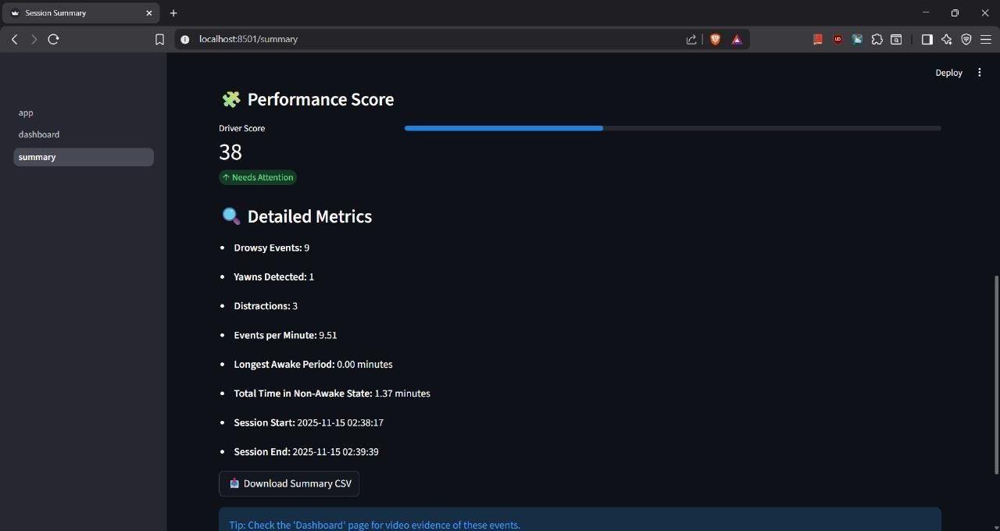 Session Summary
localhost:8501/summary
Deploy
app
dashboard
summary
Performance Score
Driver Score
38
↑ Needs Attention
Detailed Metrics
• Drowsy Events: 9
• Yawns Detected: 1
• Distractions: 3
• Events per Minute: 9.51
• Longest Awake Period: 0.00 minutes
• Total Time in Non-Awake State: 1.37 minutes
• Session Start: 2025-11-15 02:38:17
• Session End: 2025-11-15 02:39:39
Download Summary CSV
Tip: Check the 'Dashboard' page for video evidence of these events.